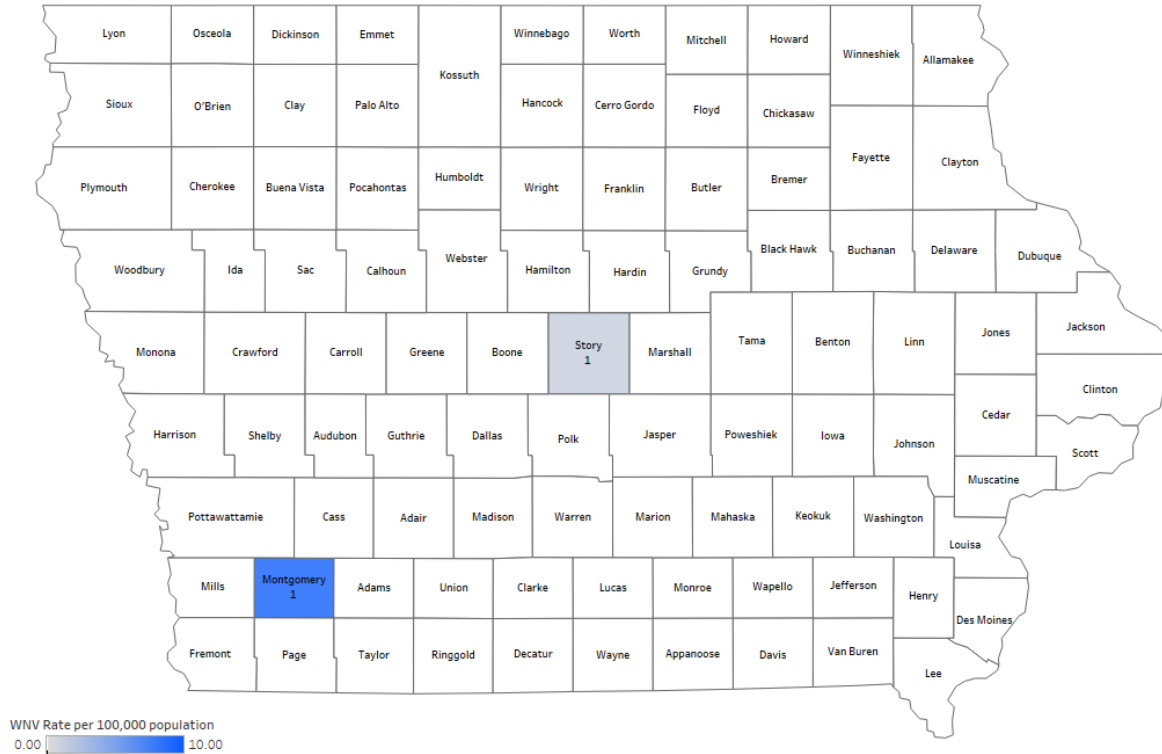 Lyon Osceola Dickinson Emmet Winnebago Worth Mitchell Howard Winneshiek Allamakee
Sioux O'Brien Clay Palo Alto Kossuth Hancock Cerro Gordo Floyd Chickasaw
Plymouth Cherokee Buena Vista Pocahontas Humboldt Wright Franklin Butler Bremer Fayette Clayton
Woodbury Ida Sac Calhoun Webster Hamilton Hardin Grundy Black Hawk Buchanan Delaware Dubuque
Monona Crawford Carroll Greene Boone Story Marshall Tama Benton Linn Jones Jackson
1
Clinton
Harrison Shelby Audubon Guthrie Dallas Polk Jasper Poweshiek Iowa Johnson Cedar Scott
Muscatine
Pottawattamie Cass Adair Madison Warren Marion Mahaska Keokuk Washington Louisa
Mills Montgomery Adams Union Clarke Lucas Monroe Wapello Jefferson Henry Des Moines
1
Fremont Page Taylor Ringgold Decatur Wayne Appanoose Davis Van Buren Lee
WNV Rate per 100,000 population
0.00 10.00